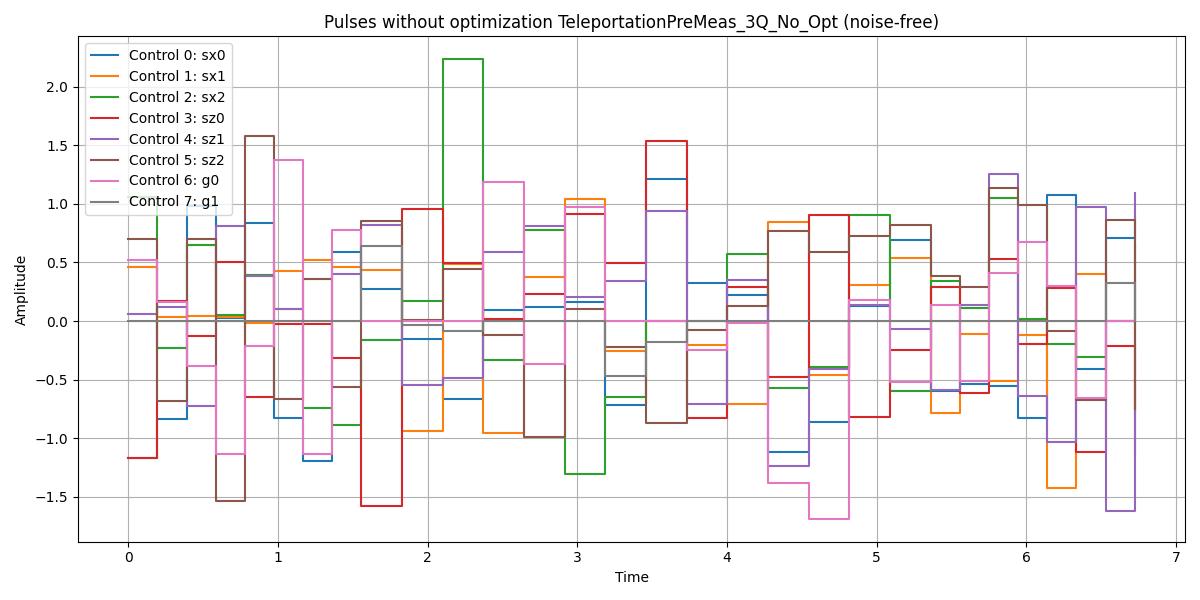 Pulses without optimization TeleportationPreMeas_3Q_No_Opt (noise-free)
Control 0: sx0
Control 1: sx1
Control 2: sx2
Control 3: sz0
Control 4: sz1
Control 5: sz2
Control 6: g0
Control 7: g1
Amplitude
2.0
1.5
1.0
0.5
0.0
−0.5
−1.0
−1.5
0 1 2 3 4 5 6 7
Time